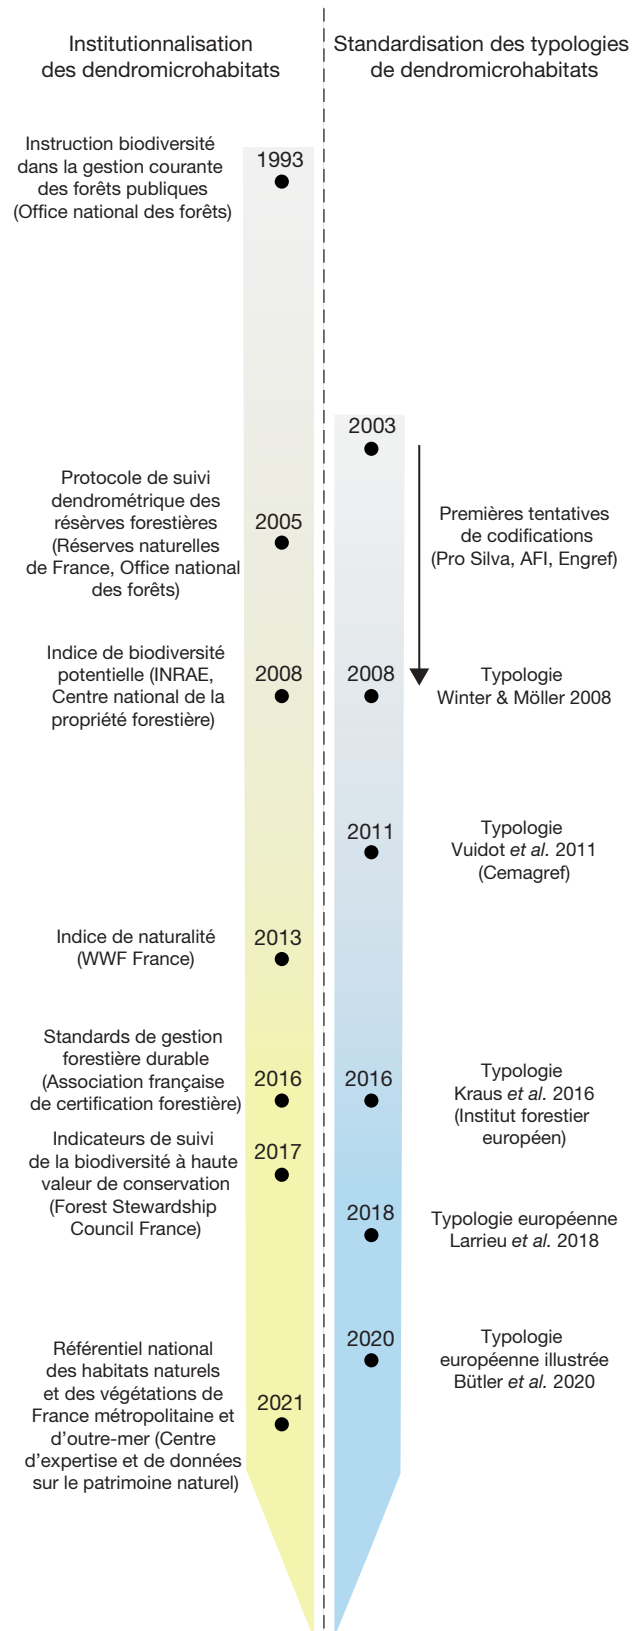 Institutionnalisation
des dendromicrohabitats
Standardisation des typologies
de dendromicrohabitats
Instruction biodiversité
dans la gestion courante
des forêts publiques
(Office national des forêts)
1993
2003
Premières tentatives
de codifications
(Pro Silva, AFI, Engref)
Protocole de suivi
dendrométrique des
résèrves forestières
(Réserves naturelles
de France, Office national
des forêts)
2005
Indice de biodiversité
potentielle (INRAE,
Centre national de la
propriété forestière)
2008
2008
Typologie
Winter & Möller 2008
2011
Typologie
Vuidot et al. 2011
(Cemagref)
Indice de naturalité
(WWF France)
2013
Standards de gestion
forestière durable
(Association française
de certification forestière)
2016
2016
Typologie
Kraus et al. 2016
(Institut forestier
européen)
Indicateurs de suivi
de la biodiversité à haute
valeur de conservation
(Forest Stewardship
Council France)
2017
2018
Typologie européenne
Larrieu et al. 2018
2020
Typologie
européenne illustrée
Bütler et al. 2020
Référentiel national
des habitats naturels
et des végétations de
France métropolitaine et
d'outre-mer (Centre
d'expertise et de données
sur le patrimoine naturel)
2021